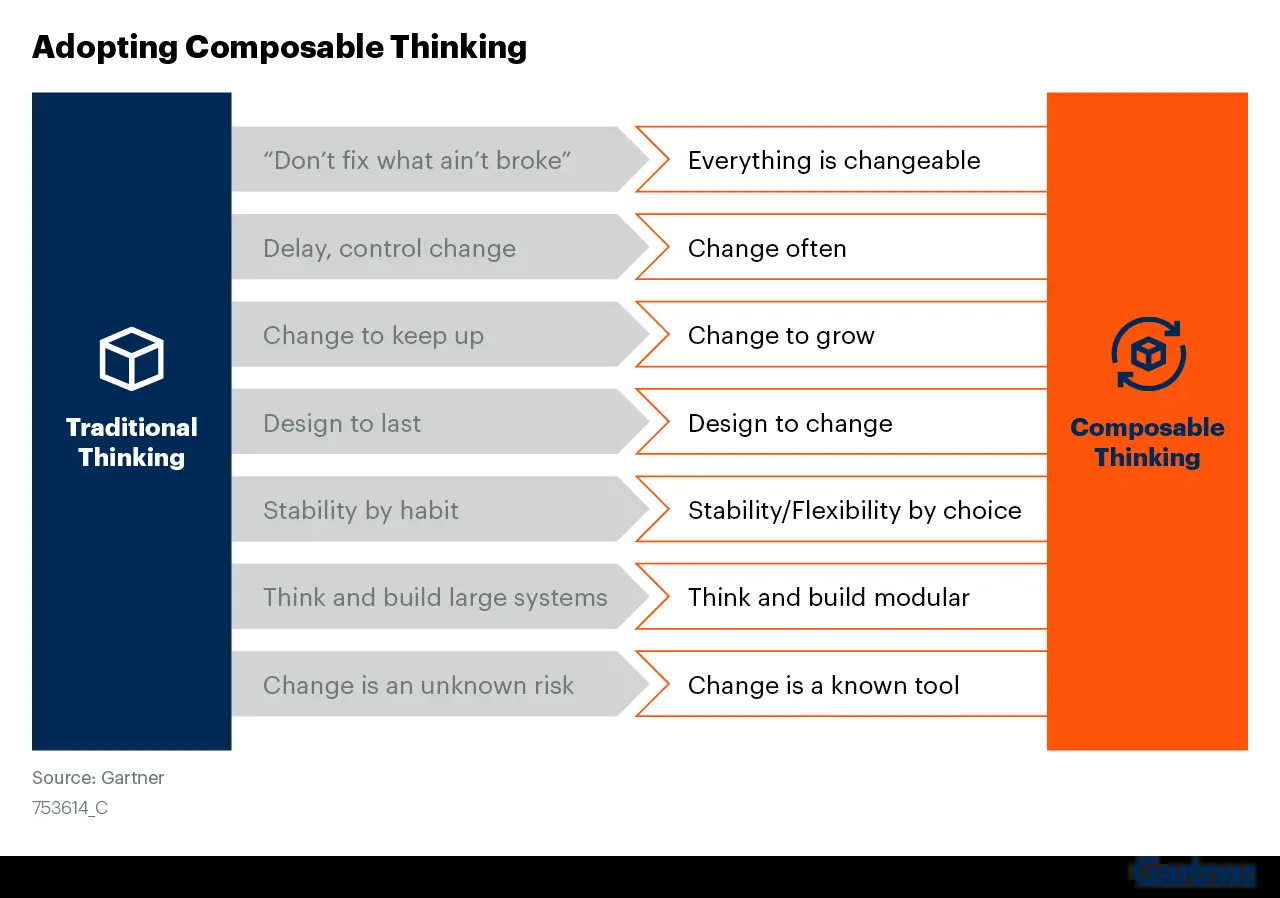 Adopting Composable Thinking
Traditional
Thinking
“Don’t fix what ain’t broke”
Everything is changeable
Delay, control change
Change often
Change to keep up
Change to grow
Design to last
Design to change
Stability by habit
Stability/Flexibility by choice
Think and build large systems
Think and build modular
Change is an unknown risk
Change is a known tool
Composable
Thinking
Source: Gartner
753614_C
Gartner